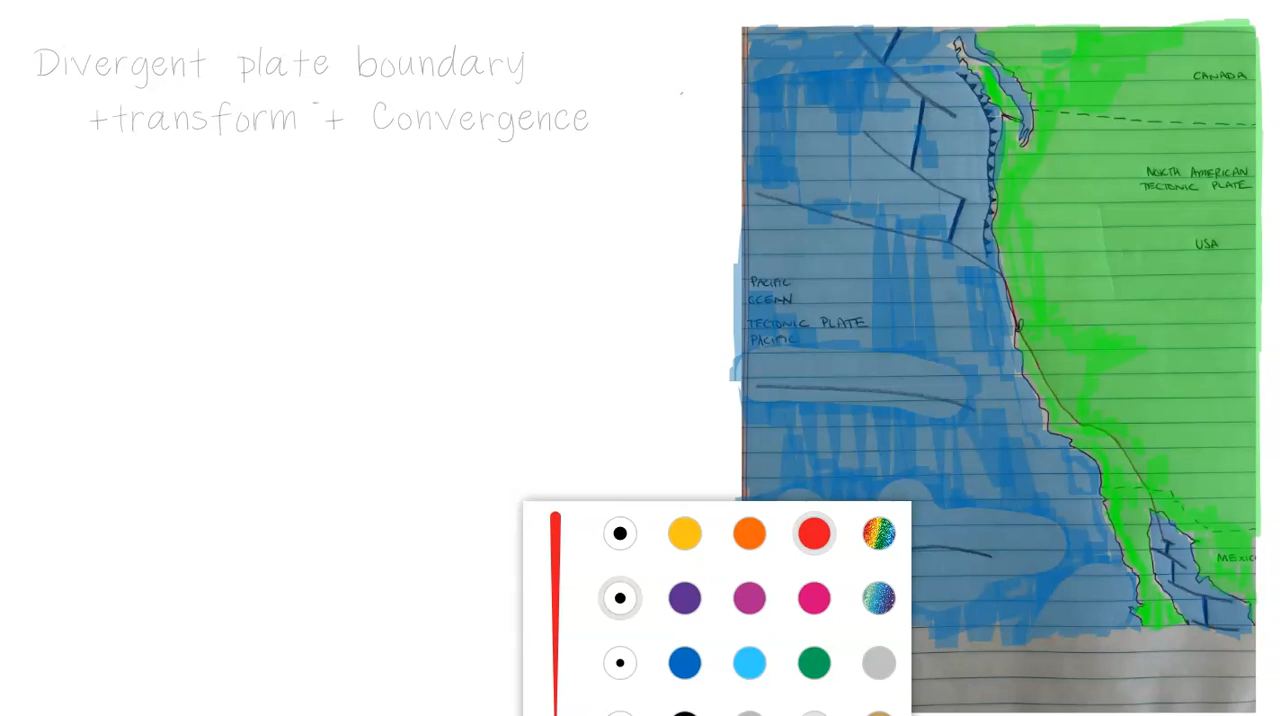 Divergent plate boundary
+transform + Convergence
CANADA
NORTH AMERICAN
TECTONIC PLATE
USA
PACIFIC
OCEAN
TECTONIC PLATE
PACIFIC
MEXIC